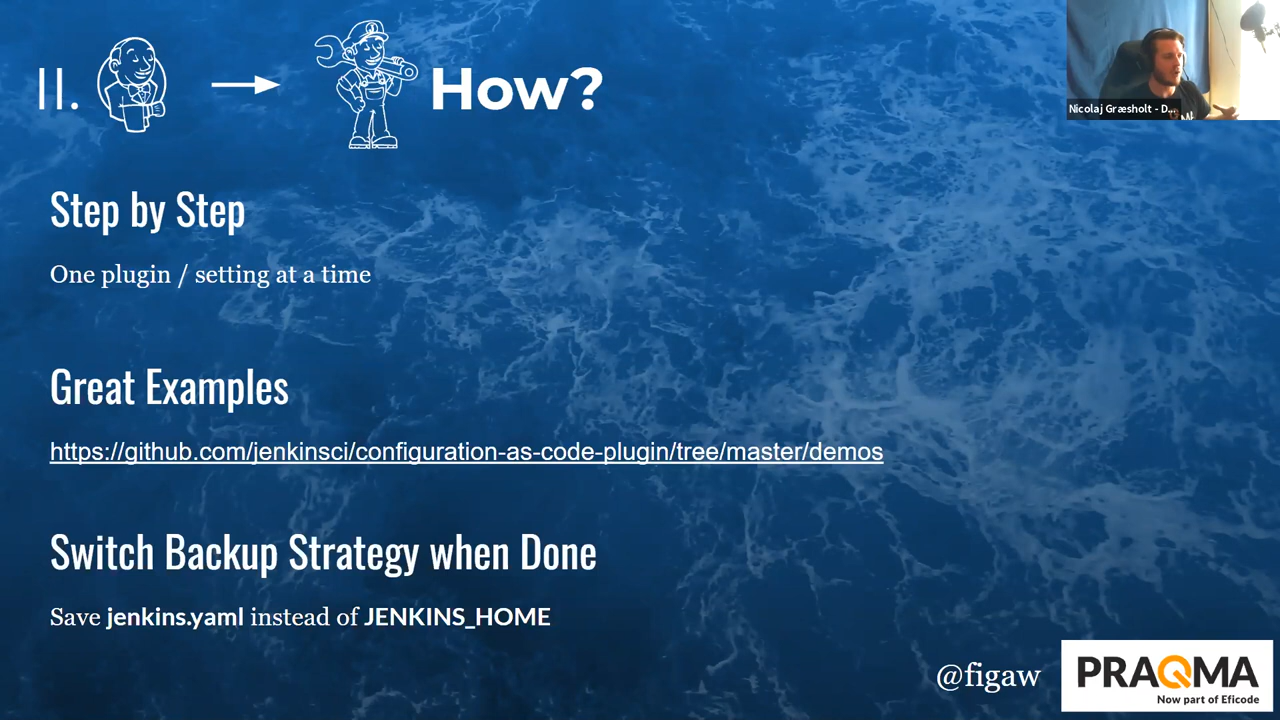 II.
How?
Nicolaj Græsholt - D...
Step by Step
One plugin / setting at a time
Great Examples
https://github.com/jenkinsci/configuration-as-code-plugin/tree/master/demos
Switch Backup Strategy when Done
Save jenkins.yaml instead of JENKINS_HOME
@figaw
PRAQMA
Now part of Eficode